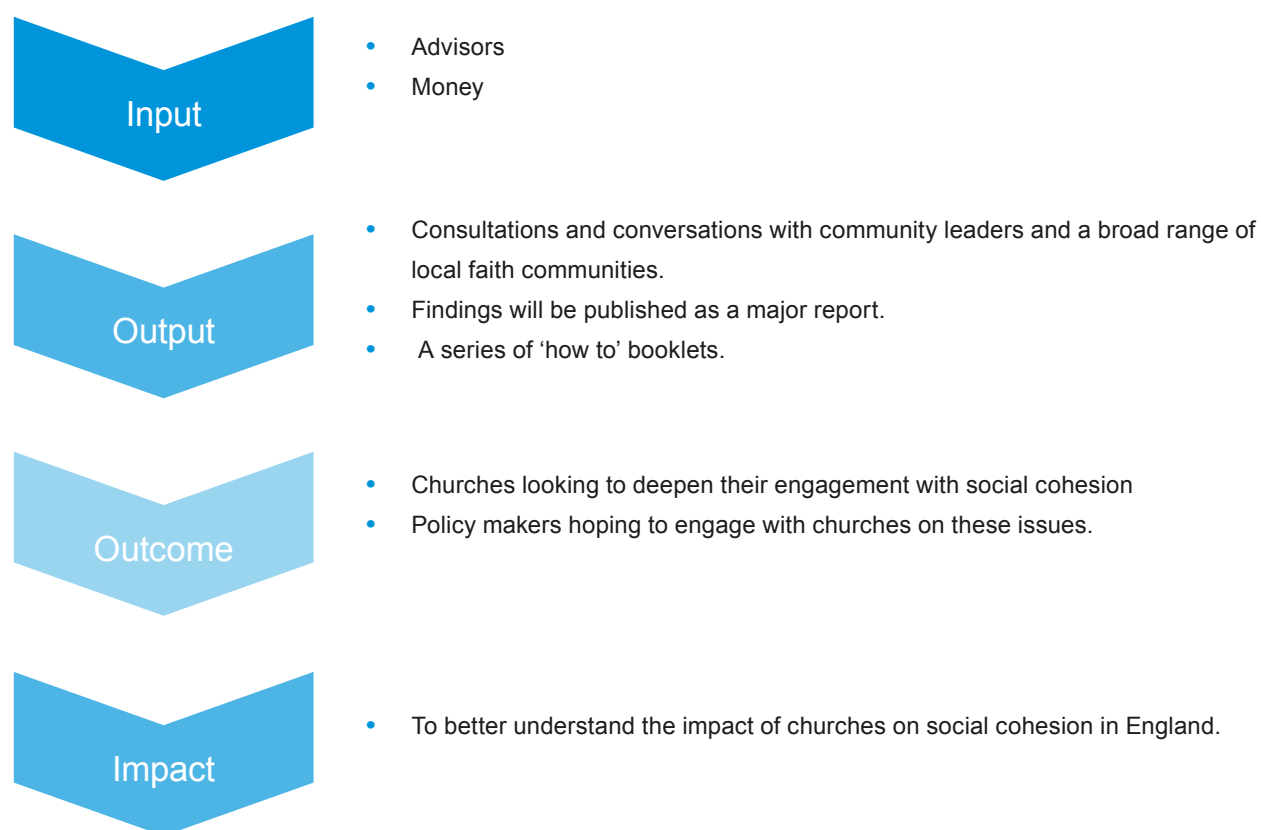 Input
• Advisors
• Money
Output
• Consultations and conversations with community leaders and a broad range of
local faith communities.
• Findings will be published as a major report.
• A series of ‘how to’ booklets.
Outcome
• Churches looking to deepen their engagement with social cohesion
• Policy makers hoping to engage with churches on these issues.
Impact
• To better understand the impact of churches on social cohesion in England.